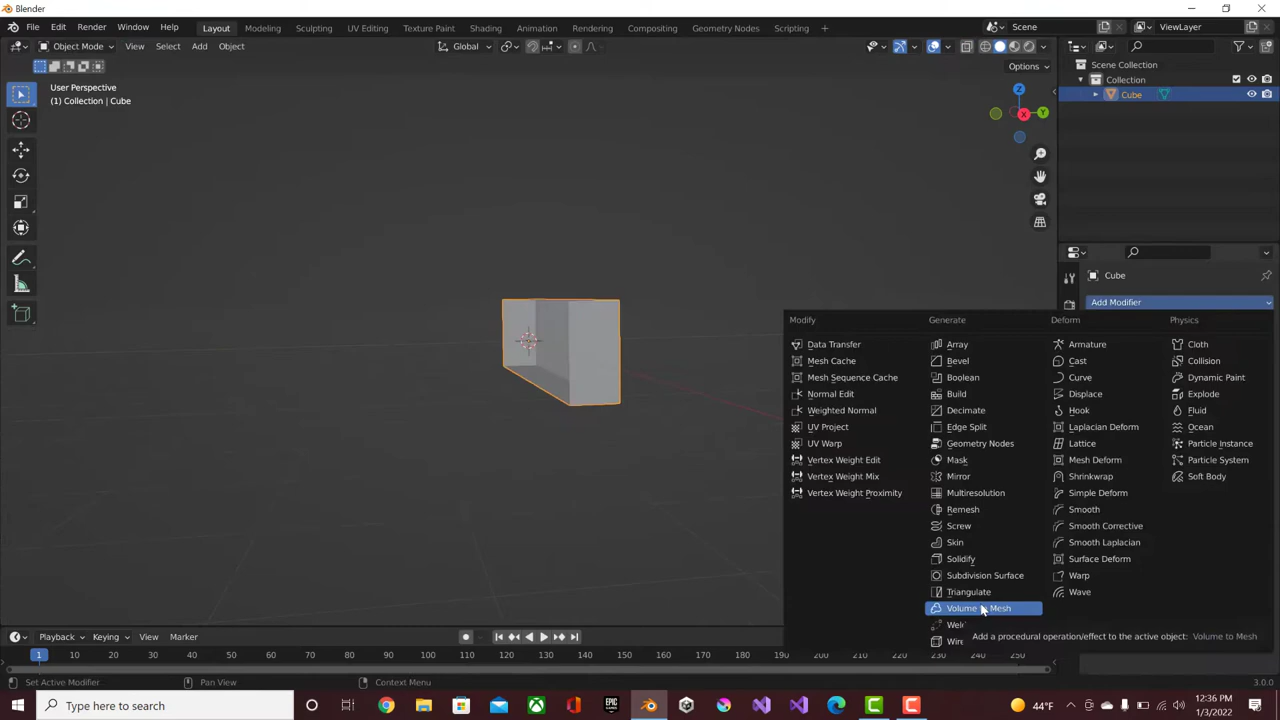 Blender
File Edit Render Window Help Layout Modeling Sculpting UV Editing Texture Paint Shading Animation Rendering Compositing Geometry Nodes Scripting + Scene ViewLayer
Object Mode View Select Add Object Global
Options
User Perspective
(1) Collection | Cube
Z
Y
X
Scene Collection
Collection
Cube
Cube
Add Modifier
Modify
Data Transfer
Mesh Cache
Mesh Sequence Cache
Normal Edit
Weighted Normal
UV Project
UV Warp
Vertex Weight Edit
Vertex Weight Mix
Vertex Weight Proximity
Generate
Array
Bevel
Boolean
Build
Decimate
Edge Split
Geometry Nodes
Mask
Mirror
Multiresolution
Remesh
Screw
Skin
Solidify
Subdivision Surface
Triangulate
Volume to Mesh
Deform
Armature
Cast
Curve
Displace
Hook
Laplacian Deform
Lattice
Mesh Deform
Shrinkwrap
Simple Deform
Smooth
Smooth Corrective
Smooth Laplacian
Surface Deform
Warp
Wave
Physics
Cloth
Collision
Dynamic Paint
Explode
Fluid
Ocean
Particle Instance
Particle System
Soft Body
Add a procedural operation/effect to the active object: Volume to Mesh
Playback Keying View Marker
1 10 20 30 40 50 60 70 80 90 100 110 120 130 140 150 160 170 180 190 200 210 220 230 240 250
Set Active Modifier Pan View Context Menu 3.0.0
Type here to search
EPIC
44°F
12:36 PM
1/3/2022